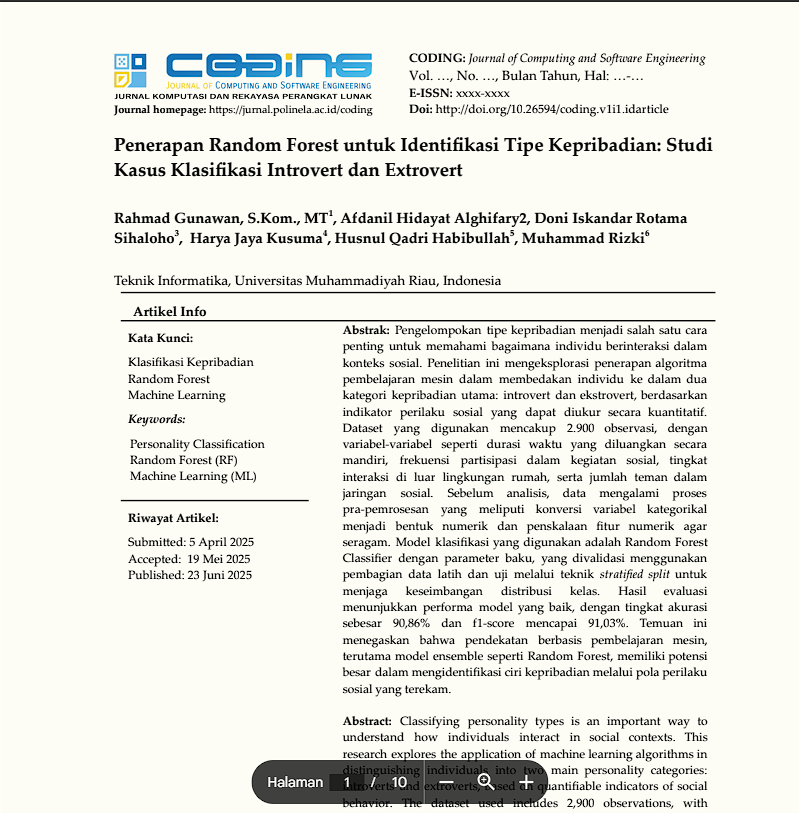 CODING
JOURNAL OF COMPUTING AND SOFTWARE ENGINEERING
JURNAL KOMPUTASI DAN REKAYASA PERANGKAT LUNAK
Journal homepage: https://jurnal.polinela.ac.id/coding
CODING: Journal of Computing and Software Engineering
Vol. …, No. …, Bulan Tahun, Hal: …-…
E-ISSN: xxxx-xxxx
Doi: http://doi.org/10.26594/coding.v1i1.idarticle
Penerapan Random Forest untuk Identifikasi Tipe Kepribadian: Studi
Kasus Klasifikasi Introvert dan Extrovert
Rahmad Gunawan, S.Kom., MT1, Afdanil Hidayat Alghifary2, Doni Iskandar Rotama
Sihaloho3, Harya Jaya Kusuma4, Husnul Qadri Habibullah5, Muhammad Rizki6
Teknik Informatika, Universitas Muhammadiyah Riau, Indonesia
Artikel Info
Kata Kunci:
Klasifikasi Kepribadian
Random Forest
Machine Learning
Keywords:
Personality Classification
Random Forest (RF)
Machine Learning (ML)
Riwayat Artikel:
Submitted: 5 April 2025
Accepted: 19 Mei 2025
Published: 23 Juni 2025
Abstrak: Pengelompokan tipe kepribadian menjadi salah satu cara
penting untuk memahami bagaimana individu berinteraksi dalam
konteks sosial. Penelitian ini mengeksplorasi penerapan algoritma
pembelajaran mesin dalam membedakan individu ke dalam dua
kategori kepribadian utama: introvert dan ekstrovert, berdasarkan
indikator perilaku sosial yang dapat diukur secara kuantitatif.
Dataset yang digunakan mencakup 2.900 observasi, dengan
variabel-variabel seperti durasi waktu yang diluangkan secara
mandiri, frekuensi partisipasi dalam kegiatan sosial, tingkat
interaksi di luar lingkungan rumah, serta jumlah teman dalam
jaringan sosial. Sebelum analisis, data mengalami proses
pra-pemrosesan yang meliputi konversi variabel kategorikal
menjadi bentuk numerik dan penskalaan fitur numerik agar
seragam. Model klasifikasi yang digunakan adalah Random Forest
Classifier dengan parameter baku, yang divalidasi menggunakan
pembagian data latih dan uji melalui teknik stratified split untuk
menjaga keseimbangan distribusi kelas. Hasil evaluasi
menunjukkan performa model yang baik, dengan tingkat akurasi
sebesar 90,86% dan f1-score mencapai 91,03%. Temuan ini
menegaskan bahwa pendekatan berbasis pembelajaran mesin,
terutama model ensemble seperti Random Forest, memiliki potensi
besar dalam mengidentifikasi ciri kepribadian melalui pola perilaku
sosial yang terekam.
Abstract: Classifying personality types is an important way to
understand how individuals interact in social contexts. This
research explores the application of machine learning algorithms in
distinguishing individuals into two main personality categories:
introverts and extroverts, based on quantifiable indicators of social
behavior. The dataset used includes 2,900 observations, with
Halaman 1 / 10